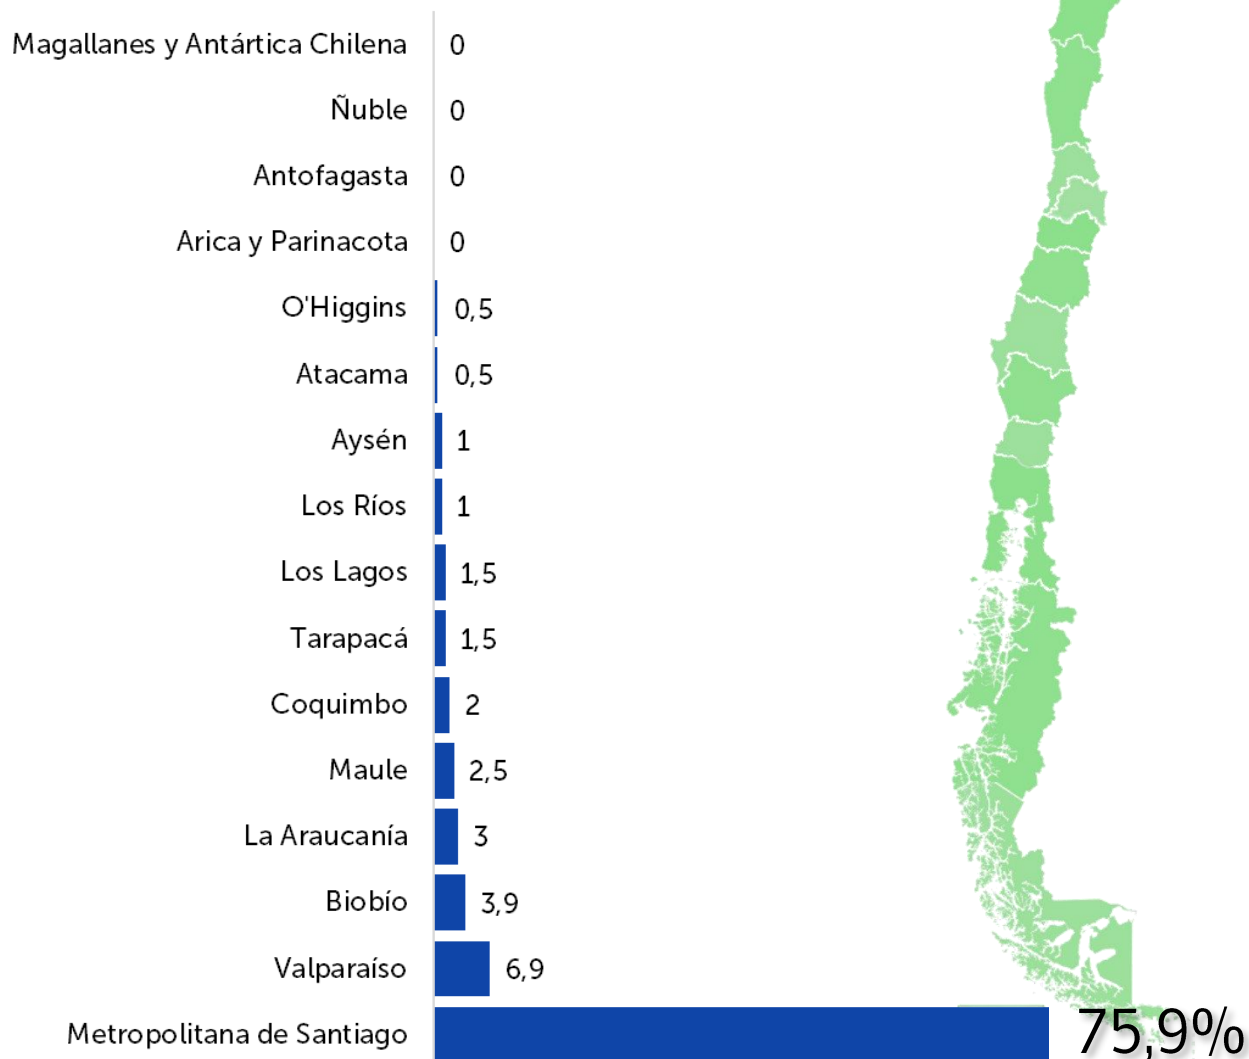 Magallanes y Antártica Chilena 0
Ñuble 0
Antofagasta 0
Arica y Parinacota 0
O'Higgins 0,5
Atacama 0,5
Aysén 1
Los Ríos 1
Los Lagos 1,5
Tarapacá 1,5
Coquimbo 2
Maule 2,5
La Araucanía 3
Biobío 3,9
Valparaíso 6,9
Metropolitana de Santiago 75,9%